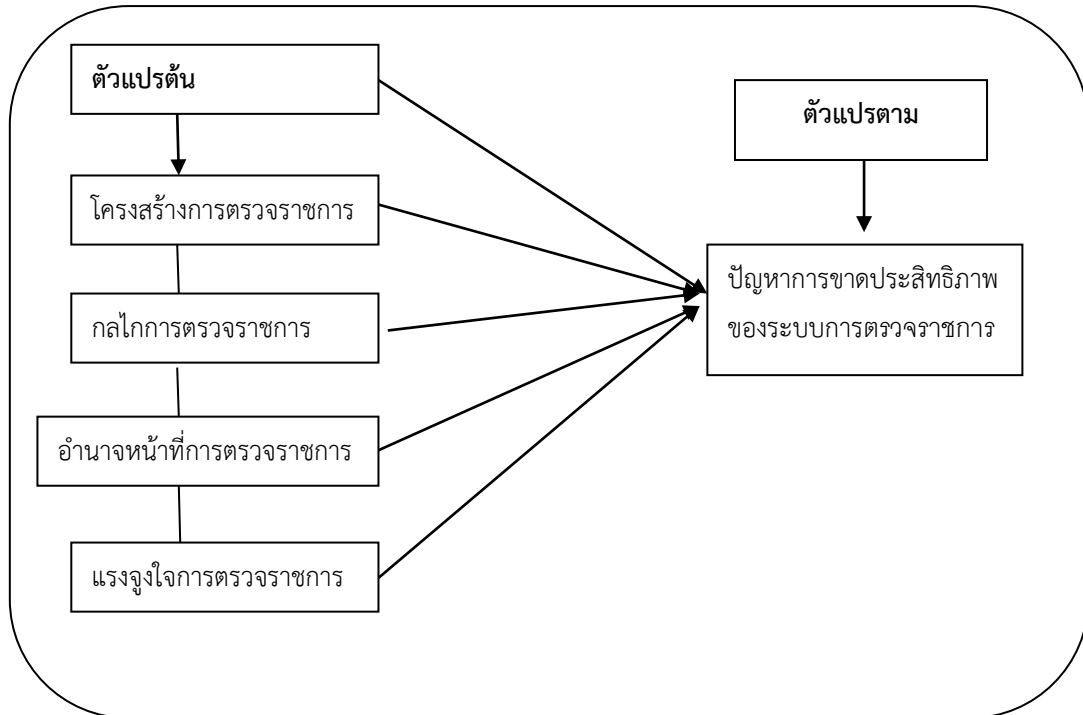 ตัวแปรต้น
โครงสร้างการตรวจราชการ
กลไกการตรวจราชการ
อำนาจหน้าที่การตรวจราชการ
แรงจูงใจการตรวจราชการ
ตัวแปรตาม
ปัญหาการขาดประสิทธิภาพ
ของระบบการตรวจราชการ